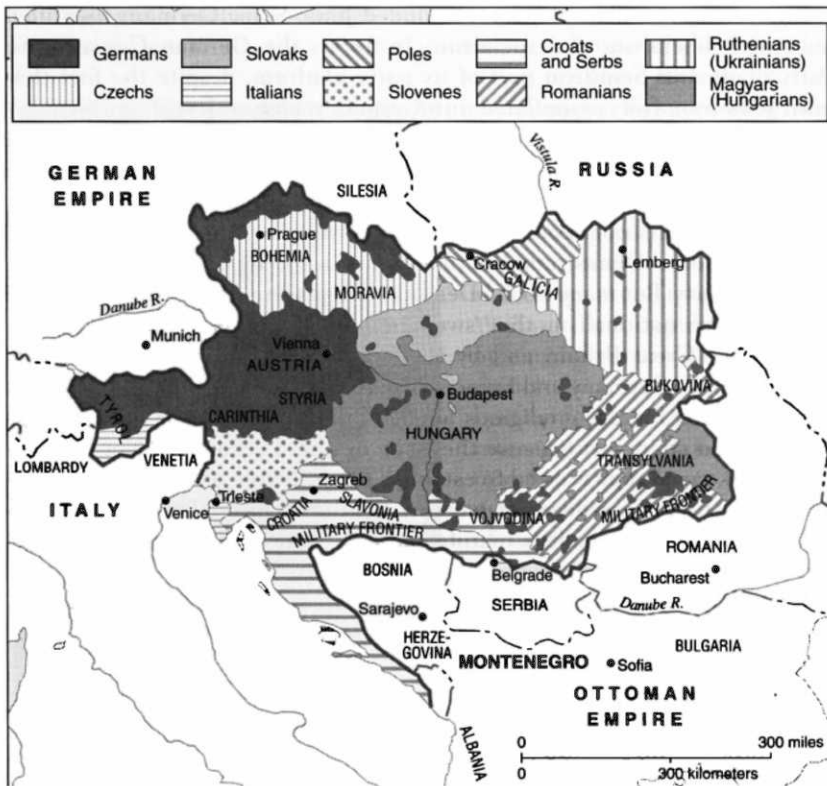 Germans
Slovaks
Poles
Croats
and Serbs
Ruthenians
(Ukrainians)
Czechs
Italians
Slovenes
Romanians
Magyars
(Hungarians)
GERMAN
EMPIRE
SILESIA
Vistula R.
RUSSIA
Prague
BOHEMIA
MORAVIA
Cracow
GALICIA
Lemberg
Danube R.
Munich
Vienna
AUSTRIA
STYRIA
CARINTHIA
TYROL
Budapest
HUNGARY
BUKOVINA
TRANSYLVANIA
MILITARY FRONTIER
LOMBARDY
VENETIA
ITALY
Venice
Trieste
Zagreb
CROATIA
SLAVONIA
MILITARY FRONTIER
VOJVODINA
BOSNIA
Belgrade
ROMANIA
Bucharest
Sarajevo
SERBIA
Danube R.
HERZE-
GOVINA
MONTENEGRO
Sofia
BULGARIA
OTTOMAN
EMPIRE
ALBANIA
0
300 miles
0
300 kilometers